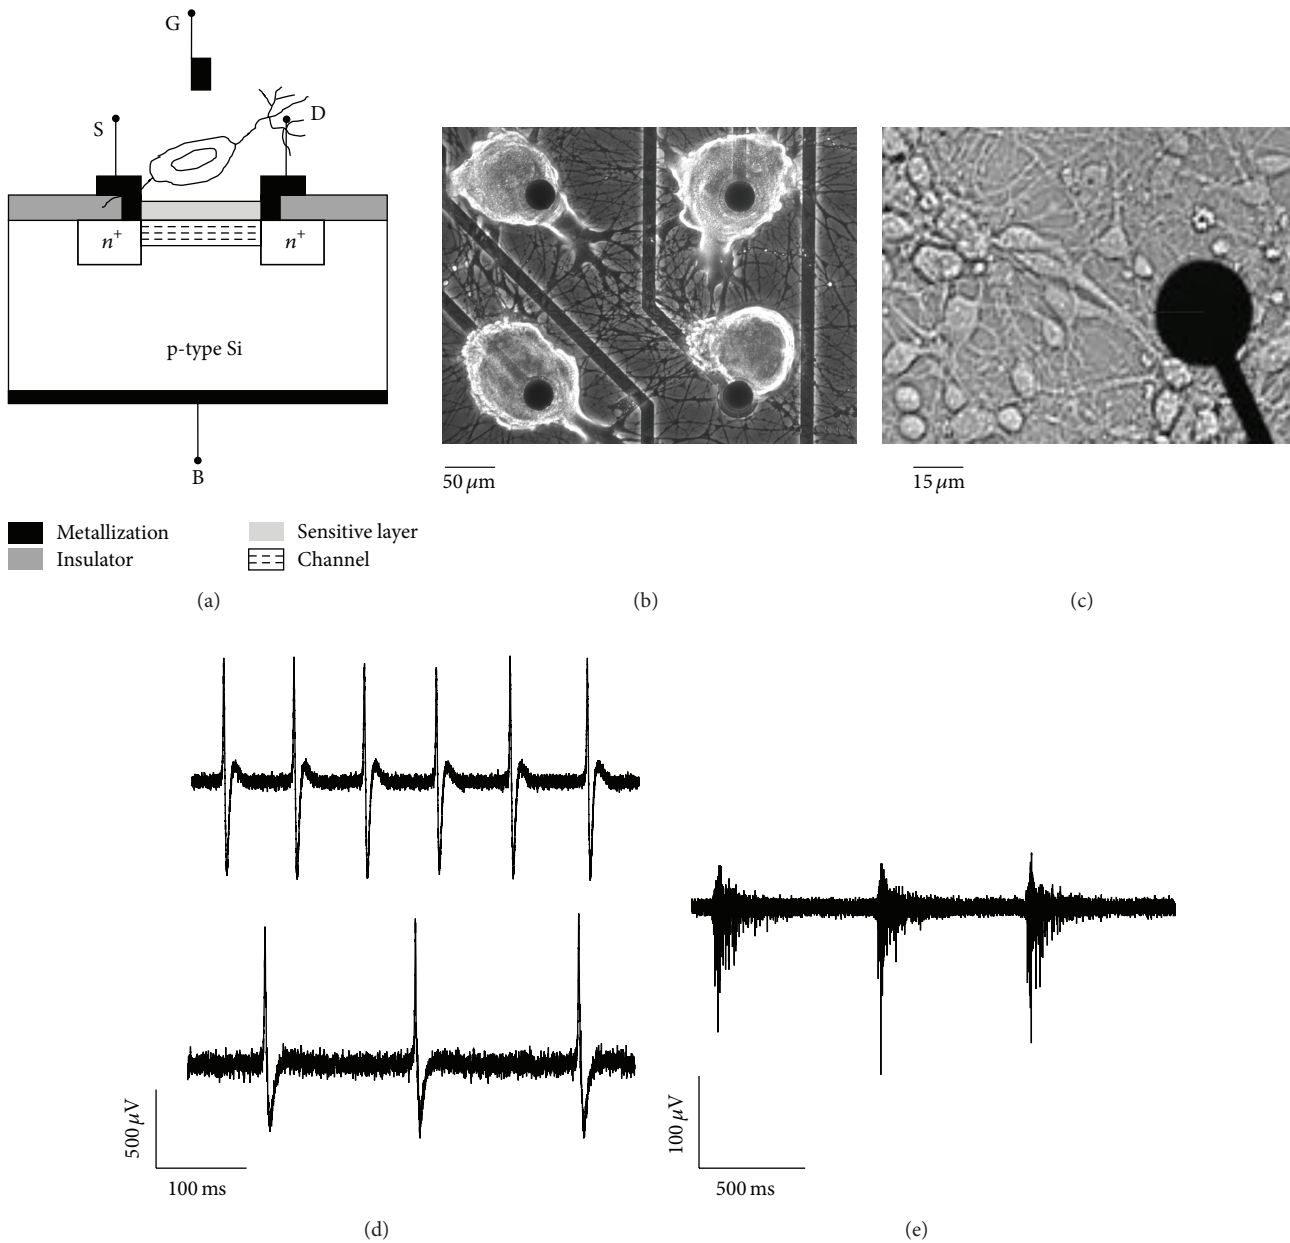 G
S
D
n+
n+
p-type Si
B
Metallization
Sensitive layer
Insulator
Channel
(a)
50 μm
(b)
15 μm
(c)
500 μV
100 ms
(d)
100 μV
500 ms
(e)